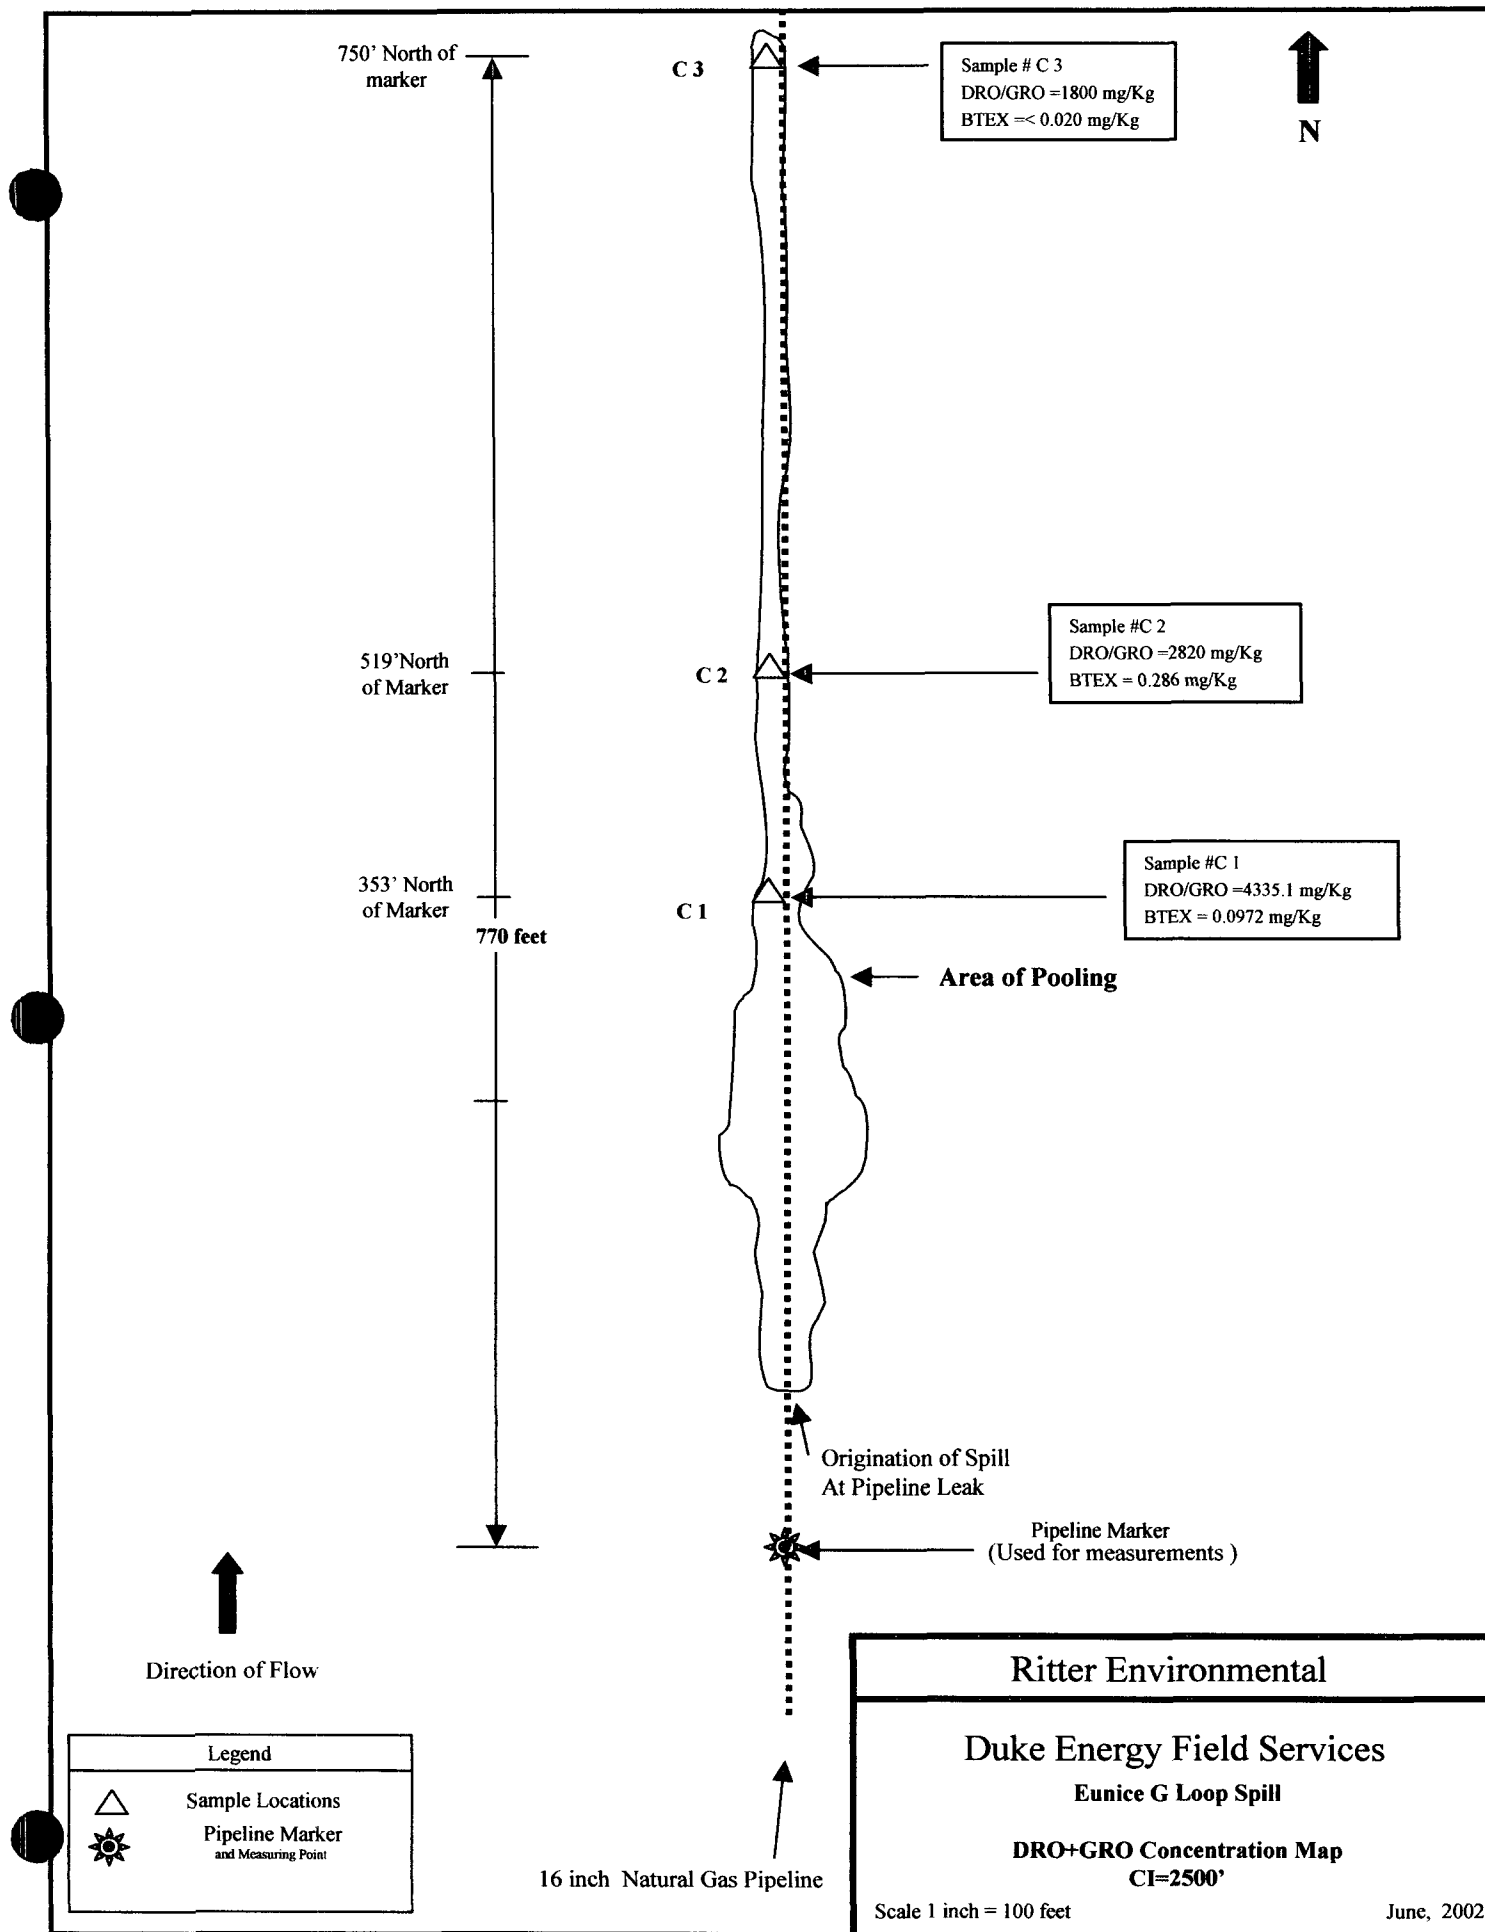 750' North of
marker
C 3
Sample # C 3
DRO/GRO =1800 mg/Kg
BTEX =< 0.020 mg/Kg
N
519'North
of Marker
C 2
Sample #C 2
DRO/GRO =2820 mg/Kg
BTEX = 0.286 mg/Kg
353' North
of Marker
C 1
Sample #C 1
DRO/GRO =4335.1 mg/Kg
BTEX = 0.0972 mg/Kg
770 feet
Area of Pooling
Origination of Spill
At Pipeline Leak
Pipeline Marker
(Used for measurements )
Direction of Flow
Legend
Sample Locations
Pipeline Marker
and Measuring Point
16 inch Natural Gas Pipeline
Ritter Environmental
Duke Energy Field Services
Eunice G Loop Spill
DRO+GRO Concentration Map
CI=2500'
Scale 1 inch = 100 feet
June, 2002